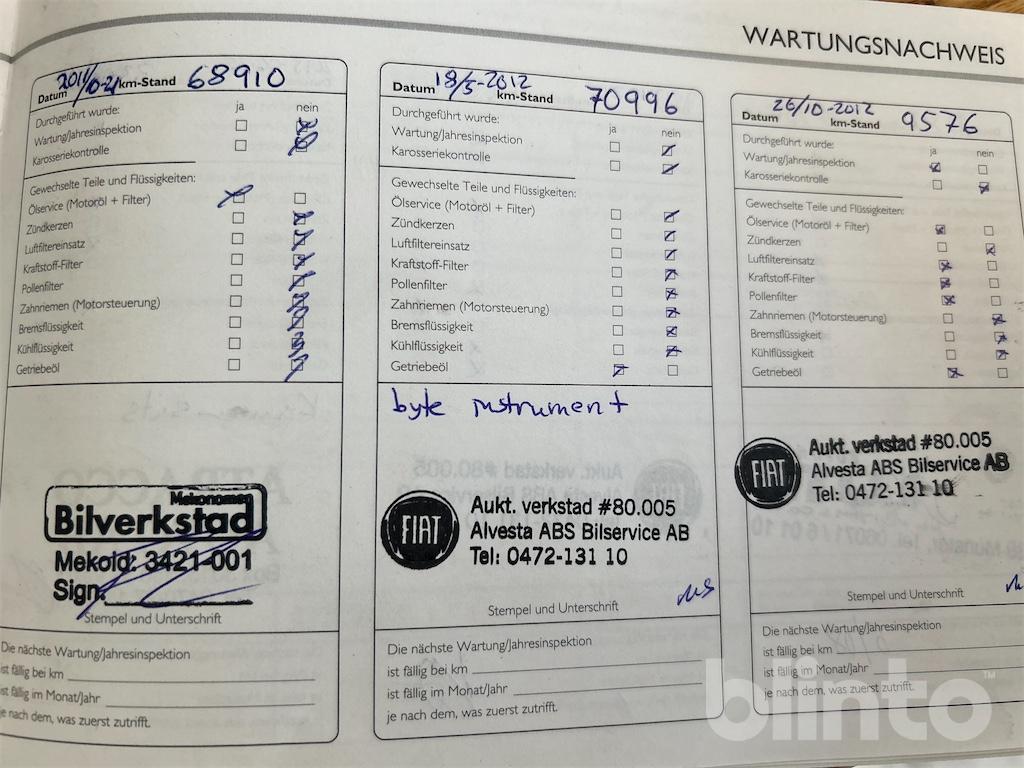 WARTUNGSNACHWEIS
Datum 2011/10-21 km-Stand 68910
Durchgeführt wurde: ja nein
Wartung/Jahresinspektion
Karosseriekontrolle
Gewechselte Teile und Flüssigkeiten:
Ölservice (Motoröl + Filter)
Zündkerzen
Luftfiltereinsatz
Kraftstoff-Filter
Pollenfilter
Zahnriemen (Motorsteuerung)
Bremsflüssigkeit
Kühlflüssigkeit
Getriebeöl
Mekonomen
Bilverkstad
Mekoid: 3421-001
Sign.
Stempel und Unterschrift
Die nächste Wartung/Jahresinspektion
ist fällig bei km
ist fällig im Monat/Jahr
je nach dem, was zuerst zutrifft.
Datum 18/5-2012 km-Stand 70996
Durchgeführt wurde: ja nein
Wartung/Jahresinspektion
Karosseriekontrolle
Gewechselte Teile und Flüssigkeiten:
Ölservice (Motoröl + Filter)
Zündkerzen
Luftfiltereinsatz
Kraftstoff-Filter
Pollenfilter
Zahnriemen (Motorsteuerung)
Bremsflüssigkeit
Kühlflüssigkeit
Getriebeöl
byte instrument
FIAT
Aukt. verkstad #80.005
Alvesta ABS Bilservice AB
Tel: 0472-131 10
Stempel und Unterschrift
Die nächste Wartung/Jahresinspektion
ist fällig bei km
ist fällig im Monat/Jahr
je nach dem, was zuerst zutrifft.
Datum 26/10-2012 km-Stand 9576
Durchgeführt wurde: ja nein
Wartung/Jahresinspektion
Karosseriekontrolle
Gewechselte Teile und Flüssigkeiten:
Ölservice (Motoröl + Filter)
Zündkerzen
Luftfiltereinsatz
Kraftstoff-Filter
Pollenfilter
Zahnriemen (Motorsteuerung)
Bremsflüssigkeit
Kühlflüssigkeit
Getriebeöl
FIAT
Aukt. verkstad #80.005
Alvesta ABS Bilservice AB
Tel: 0472-131 10
Stempel und Unterschrift
Die nächste Wartung/Jahresinspektion
ist fällig bei km
ist fällig im Monat/Jahr
je nach dem, was zuerst zutrifft.
blinto™